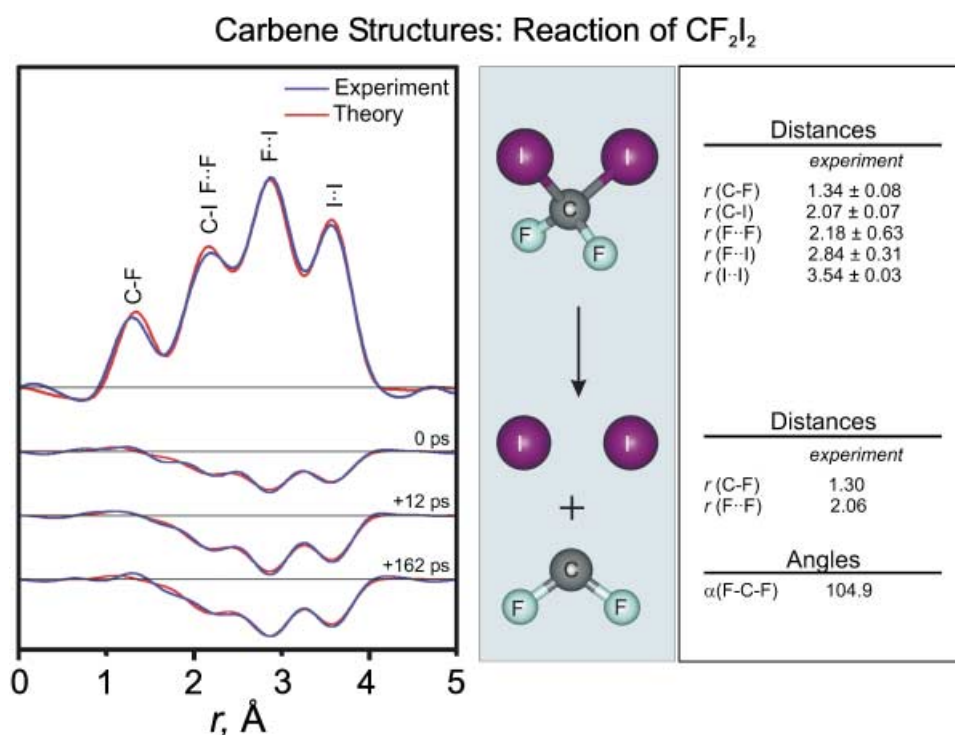 Carbene Structures: Reaction of CF₂I₂
Experiment
Theory
C-F
C-I F··F
F··I
I··I
0 ps
+12 ps
+162 ps
0 1 2 3 4 5
r, Å
I I
C
F F
I I
+
C
F F
Distances
experiment
r (C-F) 1.34 ± 0.08
r (C-I) 2.07 ± 0.07
r (F··F) 2.18 ± 0.63
r (F··I) 2.84 ± 0.31
r (I··I) 3.54 ± 0.03
Distances
experiment
r (C-F) 1.30
r (F··F) 2.06
Angles
α(F-C-F) 104.9